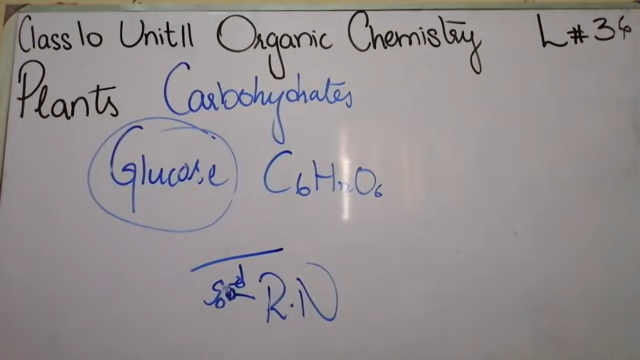 Class 10 Unit 11 Organic Chemistry L#34
Plants Carbohydrates
Glucose C6H12O6
R.N